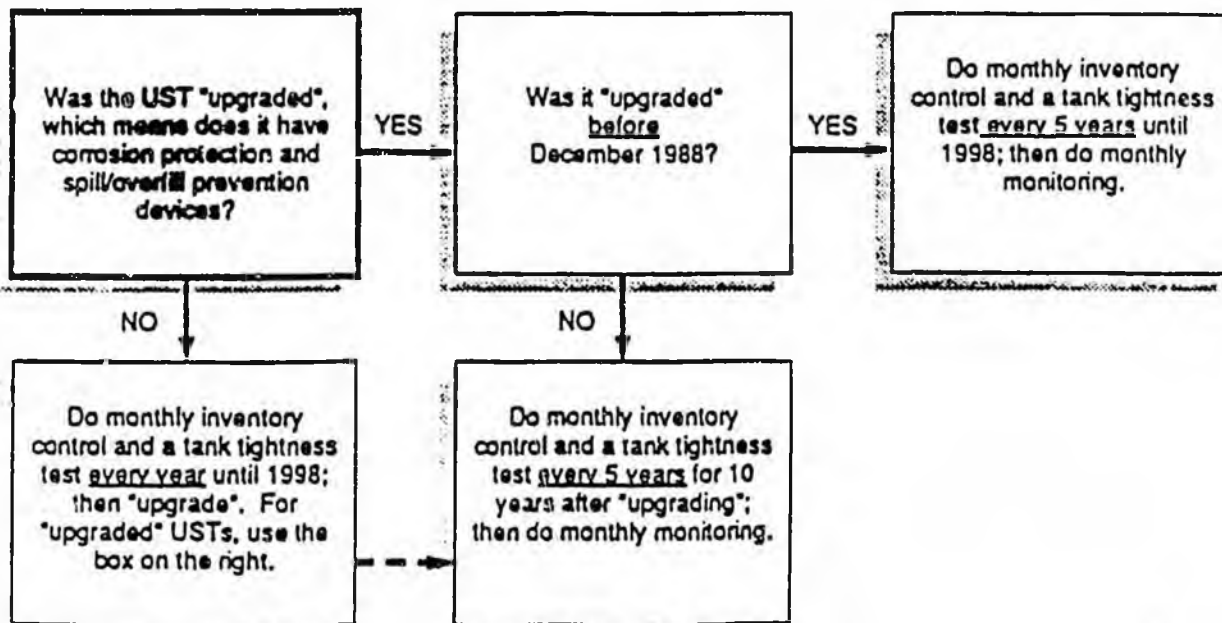 Was the UST "upgraded",
which means does it have
corrosion protection and
spill/overfill prevention
devices?
YES
Was it "upgraded"
before
December 1988?
YES
Do monthly inventory
control and a tank tightness
test every 5 years until
1998; then do monthly
monitoring.
NO
NO
Do monthly inventory
control and a tank tightness
test every year until 1998;
then "upgrade". For
"upgraded" USTs, use the
box on the right.
Do monthly inventory
control and a tank tightness
test every 5 years for 10
years after "upgrading";
then do monthly monitoring.